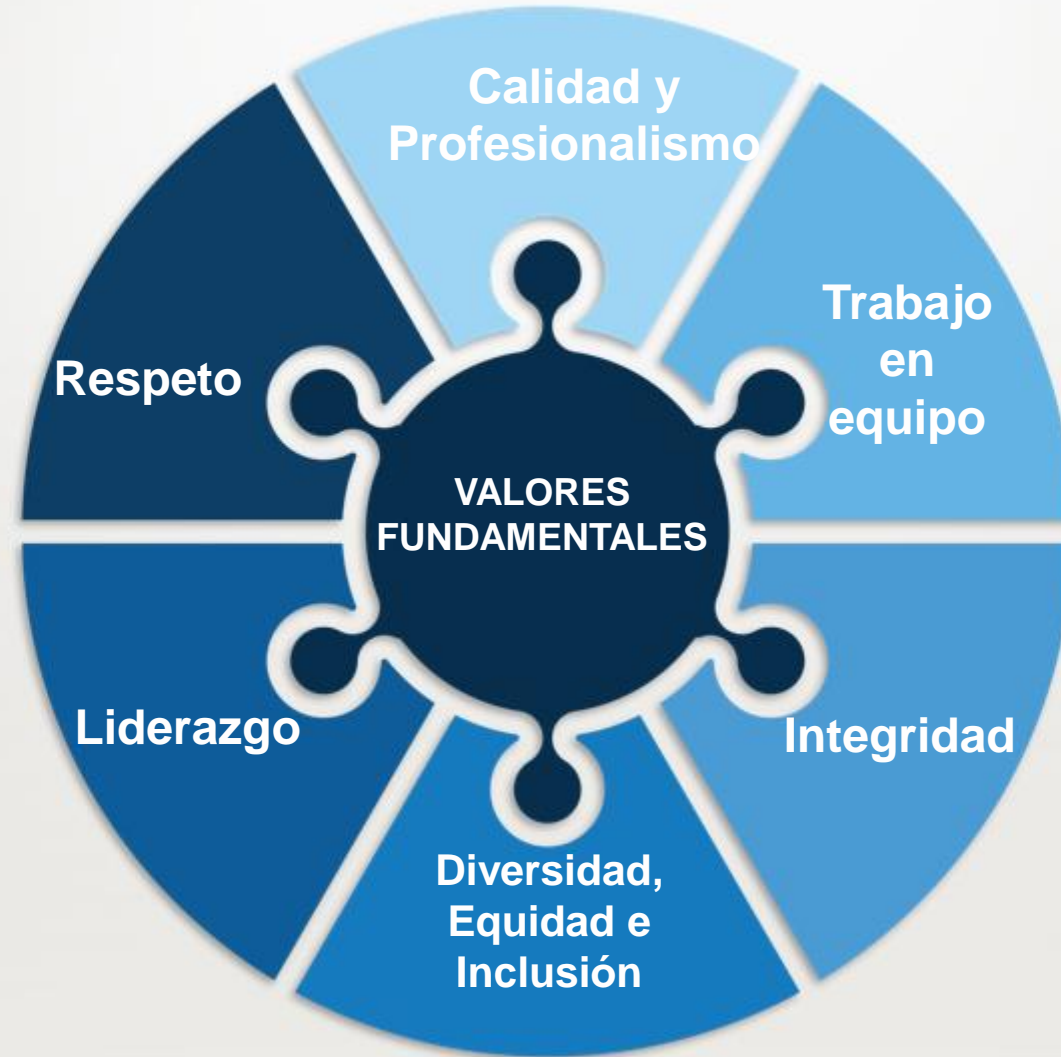 Calidad y
Profesionalismo
Trabajo
en
equipo
Respeto
VALORES
FUNDAMENTALES
Liderazgo
Integridad
Diversidad,
Equidad e
Inclusión